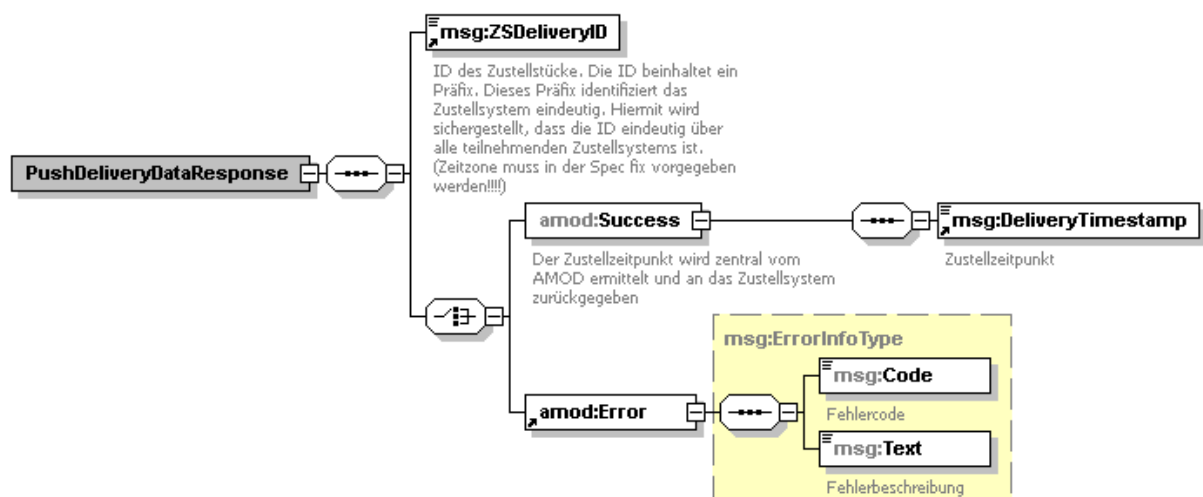 msg:ZSDeliveryID
ID des Zustellstücke. Die ID beinhaltet ein
Präfix. Dieses Präfix identifiziert das
Zustellsystem eindeutig. Hiermit wird
sichergestellt, dass die ID eindeutig über
alle teilnehmenden Zustellsystems ist.
(Zeitzone muss in der Spec fix vorgegeben
werden!!!!)
PushDeliveryDataResponse
amod:Success
msg:DeliveryTimestamp
Der Zustellzeitpunkt wird zentral vom
AMOD ermittelt und an das Zustellsystem
zurückgegeben
Zustellzeitpunkt
msg:ErrorInfoType
msg:Code
Fehlercode
amod:Error
msg:Text
Fehlerbeschreibung